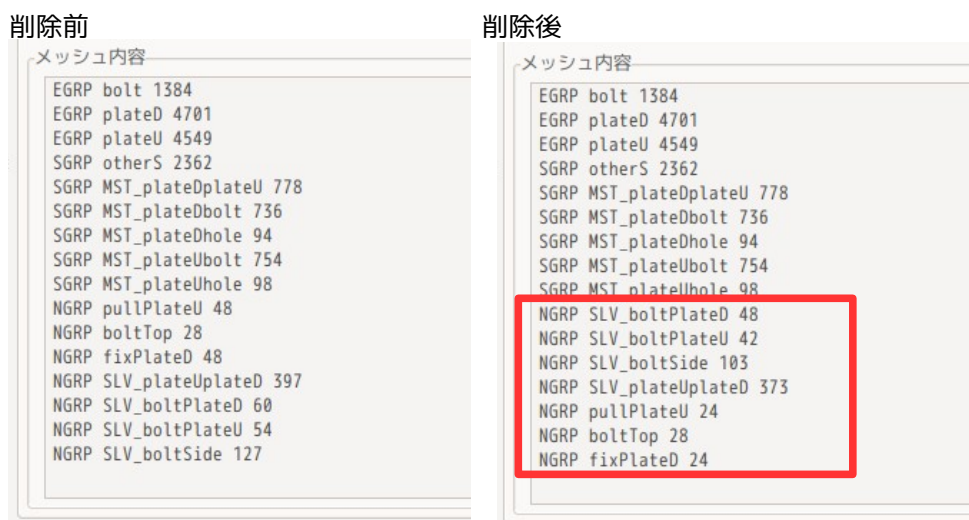 削除前
メッシュ内容
EGRP bolt 1384
EGRP plateD 4701
EGRP plateU 4549
SGRP otherS 2362
SGRP MST_plateDplateU 778
SGRP MST_plateDbolt 736
SGRP MST_plateDhole 94
SGRP MST_plateUbolt 754
SGRP MST_plateUhole 98
NGRP pullPlateU 48
NGRP boltTop 28
NGRP fixPlateD 48
NGRP SLV_plateUplateD 397
NGRP SLV_boltPlateD 60
NGRP SLV_boltPlateU 54
NGRP SLV_boltSide 127
削除後
メッシュ内容
EGRP bolt 1384
EGRP plateD 4701
EGRP plateU 4549
SGRP otherS 2362
SGRP MST_plateDplateU 778
SGRP MST_plateDbolt 736
SGRP MST_plateDhole 94
SGRP MST_plateUbolt 754
SGRP MST_plateUhole 98
NGRP SLV_boltPlateD 48
NGRP SLV_boltPlateU 42
NGRP SLV_boltSide 103
NGRP SLV_plateUplateD 373
NGRP pullPlateU 24
NGRP boltTop 28
NGRP fixPlateD 24